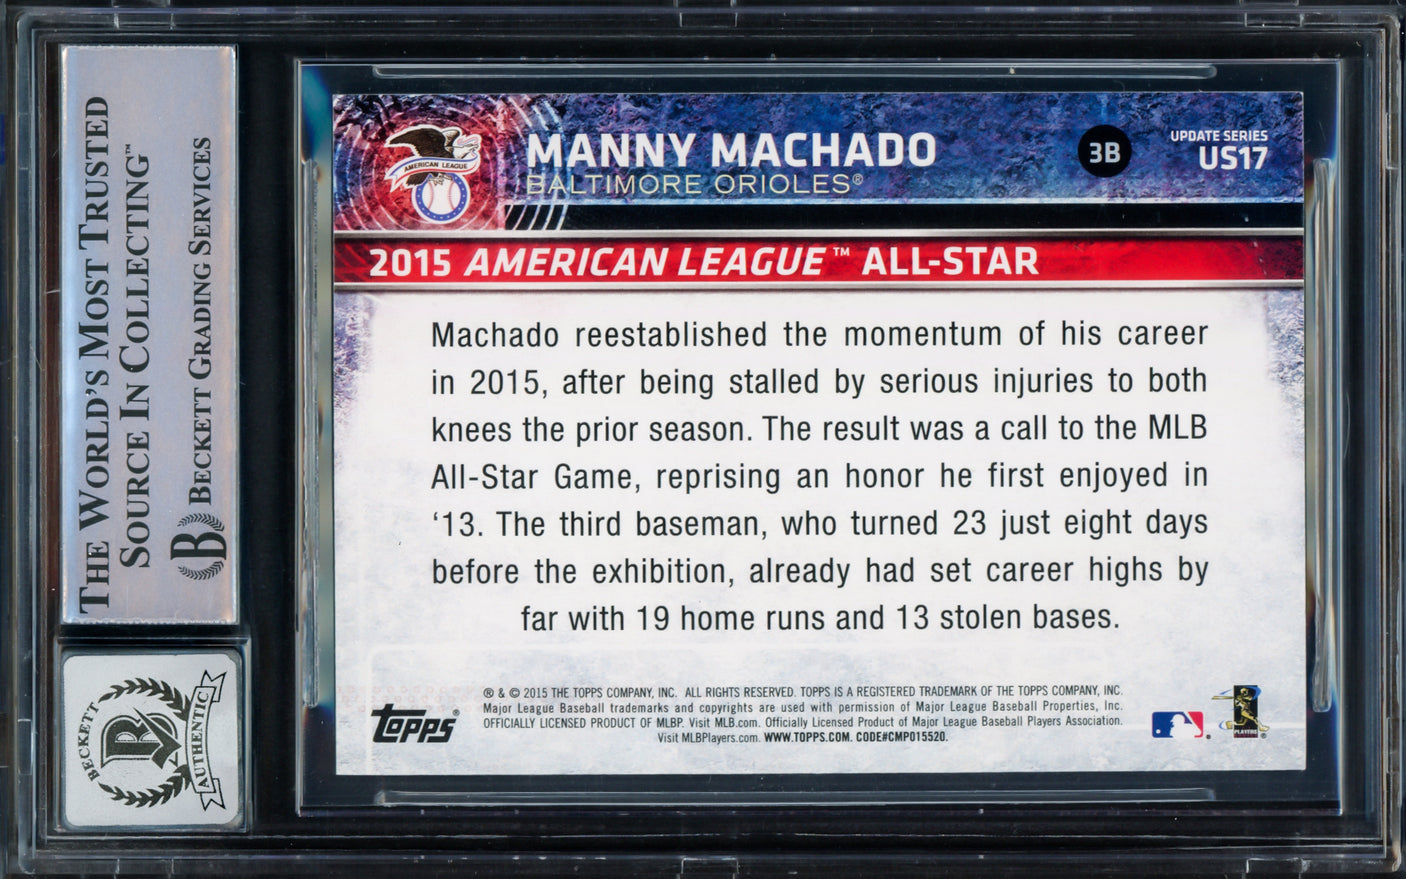 THE WORLD'S MOST TRUSTED
SOURCE IN COLLECTING™
BECKETT GRADING SERVICES
B
BECKETT
B
AUTHENTIC
AMERICAN LEAGUE
MANNY MACHADO
BALTIMORE ORIOLES®
3B
UPDATE SERIES
US17
2015 AMERICAN LEAGUE™ ALL-STAR
Machado reestablished the momentum of his career
in 2015, after being stalled by serious injuries to both
knees the prior season. The result was a call to the MLB
All-Star Game, reprising an honor he first enjoyed in
‘13. The third baseman, who turned 23 just eight days
before the exhibition, already had set career highs by
far with 19 home runs and 13 stolen bases.
topps®
® & © 2015 THE TOPPS COMPANY, INC. ALL RIGHTS RESERVED. TOPPS IS A REGISTERED TRADEMARK OF THE TOPPS COMPANY, INC.
Major League Baseball trademarks and copyrights are used with permission of Major League Baseball Properties, Inc.
OFFICIALLY LICENSED PRODUCT OF MLBP. Visit MLB.com. Officially Licensed Product of Major League Baseball Players Association.
Visit MLBPlayers.com. WWW.TOPPS.COM. CODE#CMP015520.
PLAYERS